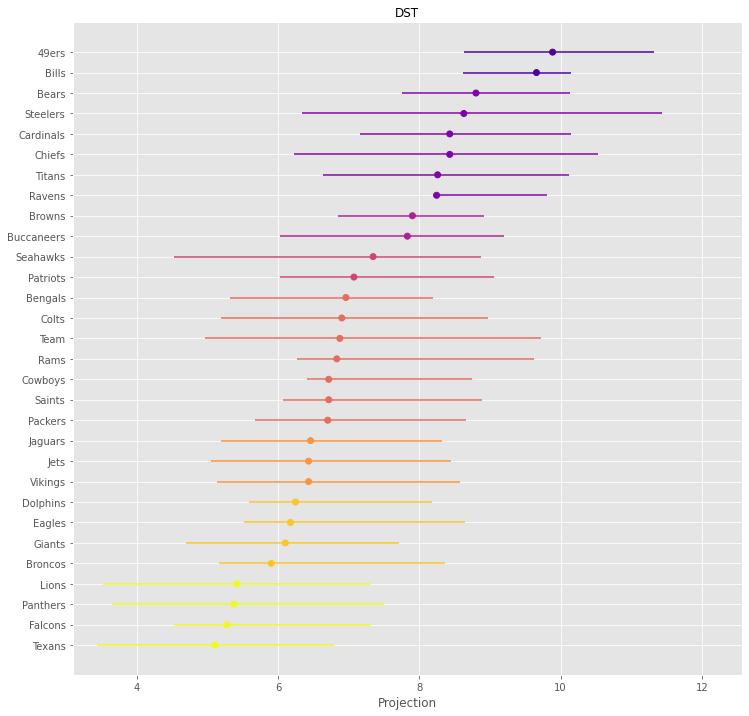 DST
49ers
Bills
Bears
Steelers
Cardinals
Chiefs
Titans
Ravens
Browns
Buccaneers
Seahawks
Patriots
Bengals
Colts
Team
Rams
Cowboys
Saints
Packers
Jaguars
Jets
Vikings
Dolphins
Eagles
Giants
Broncos
Lions
Panthers
Falcons
Texans
4 6 8 10 12
Projection